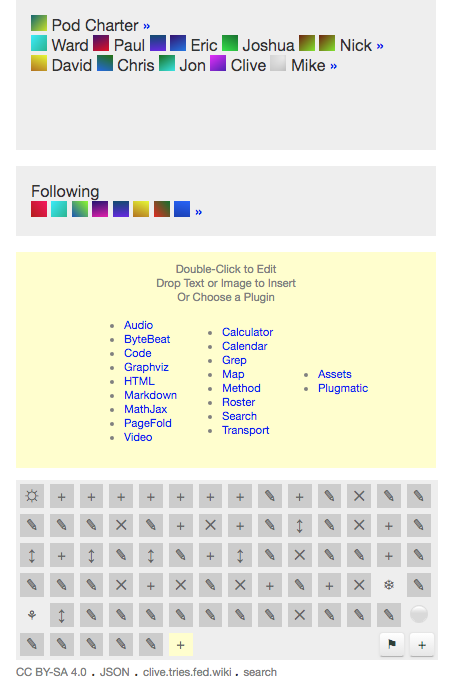 Pod Charter »
Ward Paul Eric Joshua Nick »
David Chris Jon Clive Mike »
Following
»
Double-Click to Edit
Drop Text or Image to Insert
Or Choose a Plugin
Audio
ByteBeat
Code
Graphviz
HTML
Markdown
MathJax
PageFold
Video
Calculator
Calendar
Grep
Map
Method
Roster
Search
Transport
Assets
Plugmatic
CC BY-SA 4.0 . JSON . clive.tries.fed.wiki . search